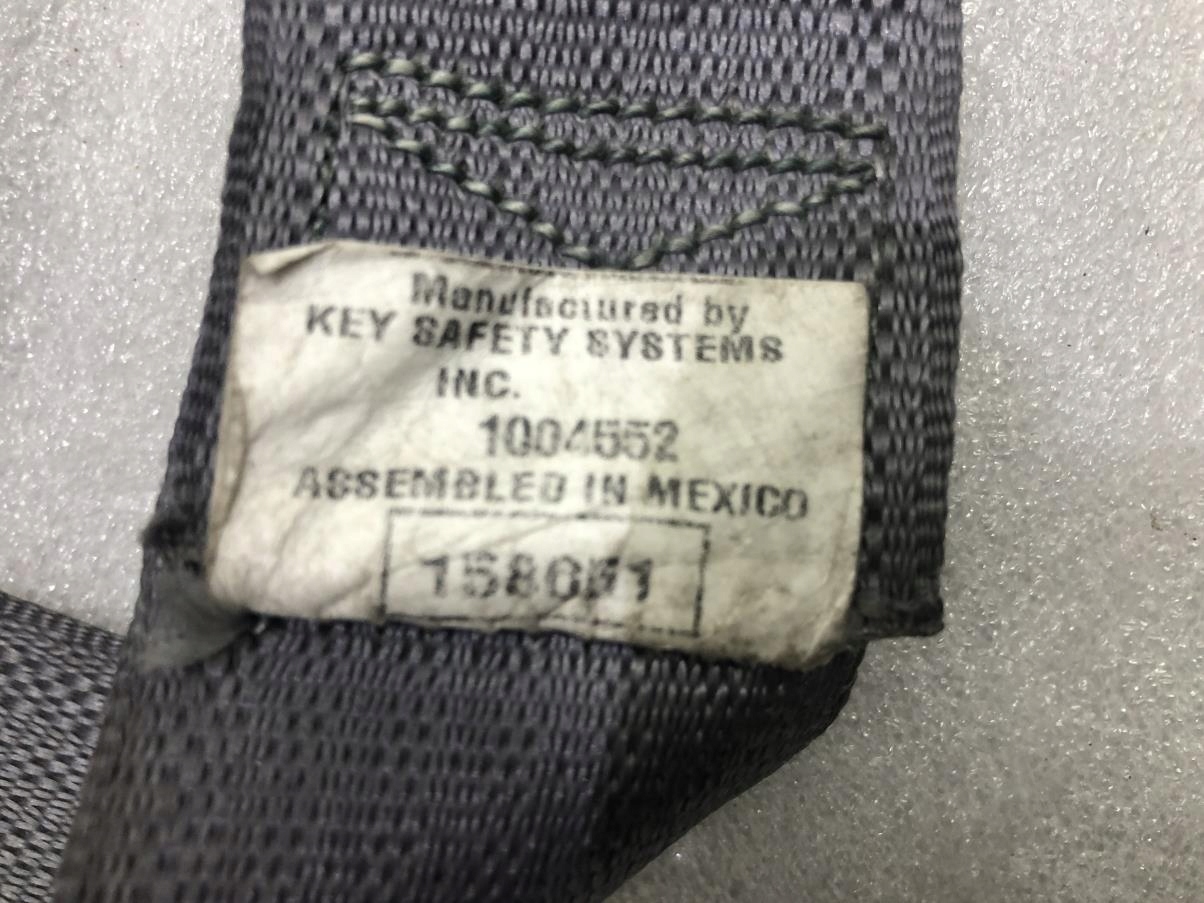 Manufactured by
KEY SAFETY SYSTEMS
INC.
1004552
ASSEMBLED IN MEXICO